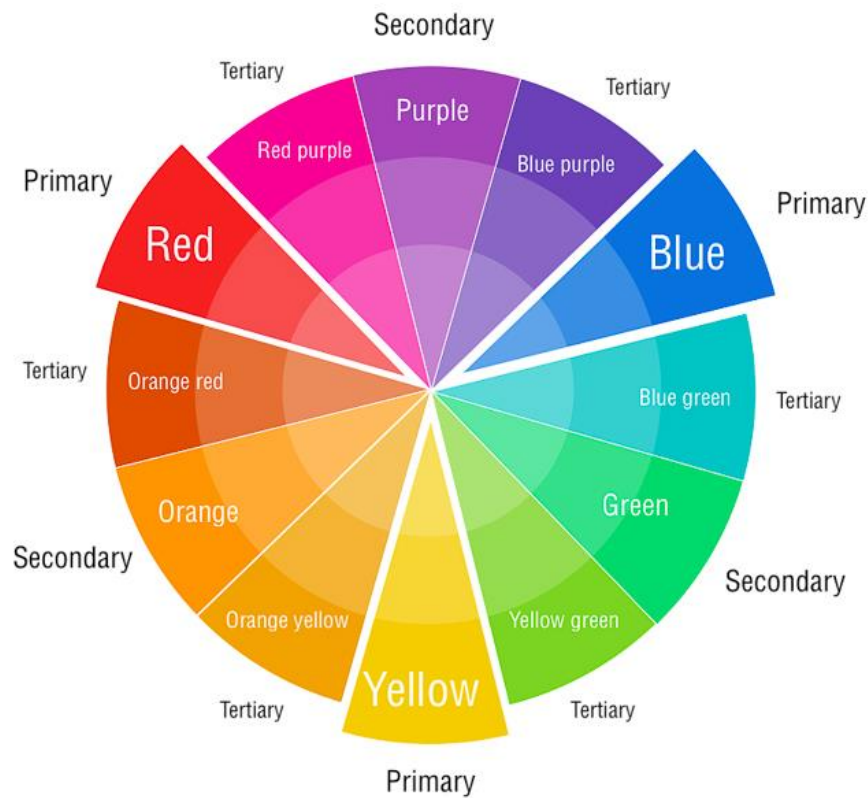 Secondary
Tertiary
Tertiary
Purple
Red purple
Blue purple
Primary
Primary
Red
Blue
Tertiary
Orange red
Blue green
Tertiary
Orange
Green
Secondary
Secondary
Orange yellow
Yellow green
Yellow
Tertiary
Tertiary
Primary